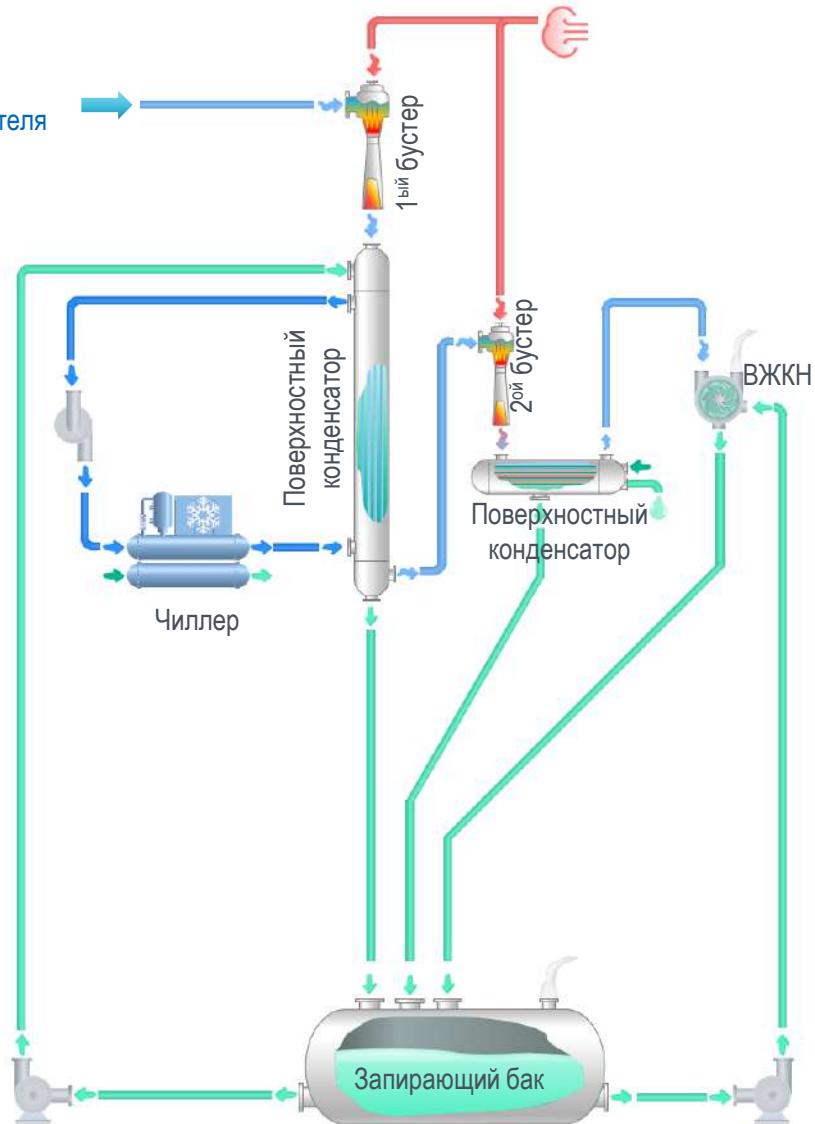 теля
1ый бустер
Поверхностный
конденсатор
2ой бустер
ВЖКН
Поверхностный
конденсатор
Чиллер
Запирающий бак